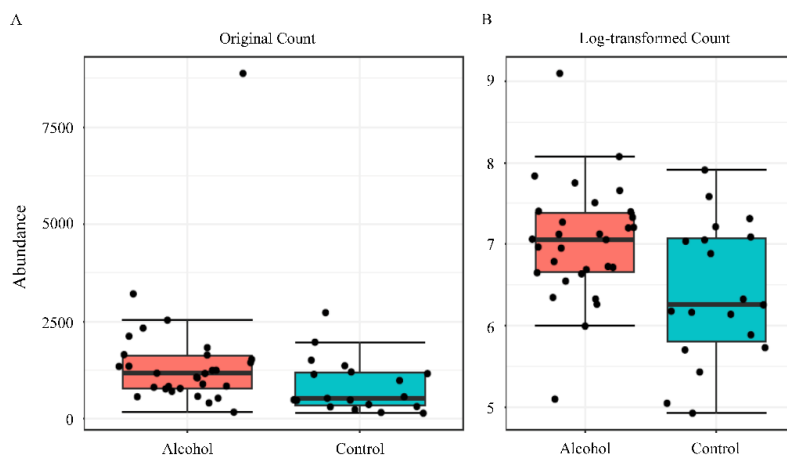 A
B
Original Count
Log-transformed Count
Abundance
7500
5000
2500
0
9
8
7
6
5
Alcohol
Control
Alcohol
Control